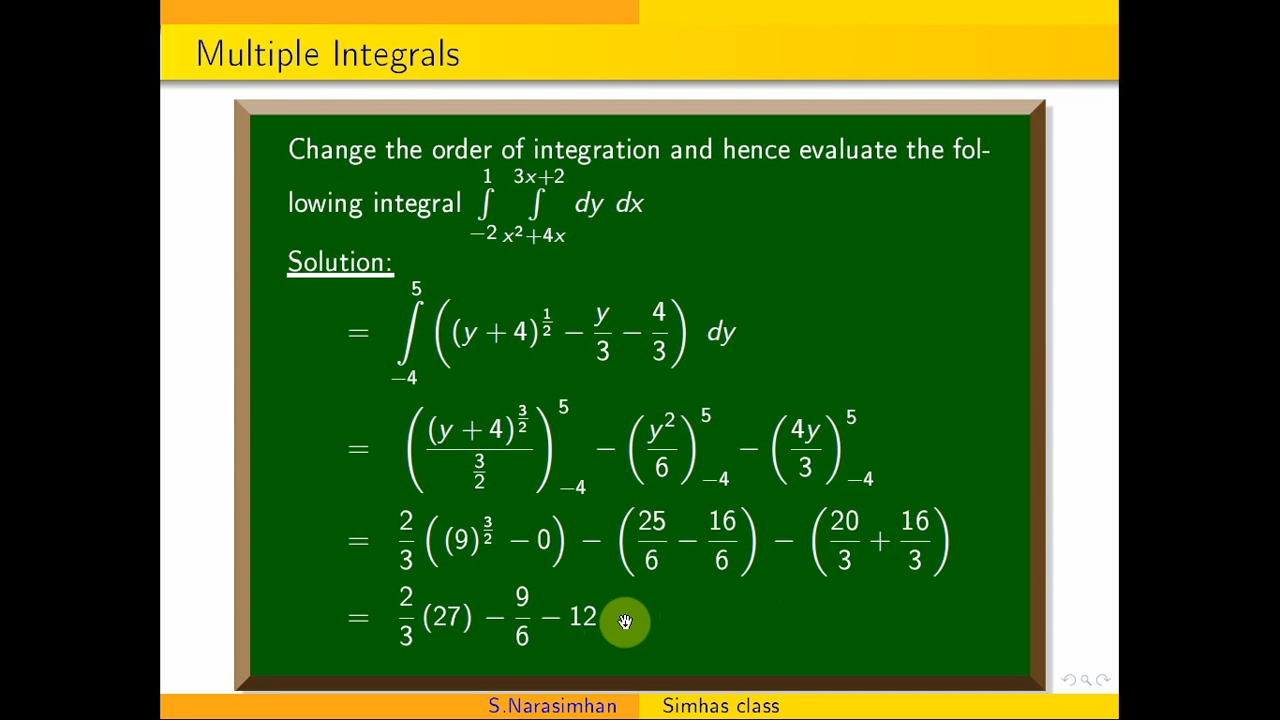 Multiple Integrals
Change the order of integration and hence evaluate the fol-
lowing integral ∫_{−2}^{1} ∫_{x²+4x}^{3x+2} dy dx
Solution:
= ∫_{−4}^{5} ((y + 4)^{1/2} − y/3 − 4/3) dy
= ((y + 4)^{3/2} / (3/2))_{−4}^{5} − (y²/6)_{−4}^{5} − (4y/3)_{−4}^{5}
= 2/3 ((9)^{3/2} − 0) − (25/6 − 16/6) − (20/3 + 16/3)
= 2/3 (27) − 9/6 − 12
S.Narasimhan Simhas class